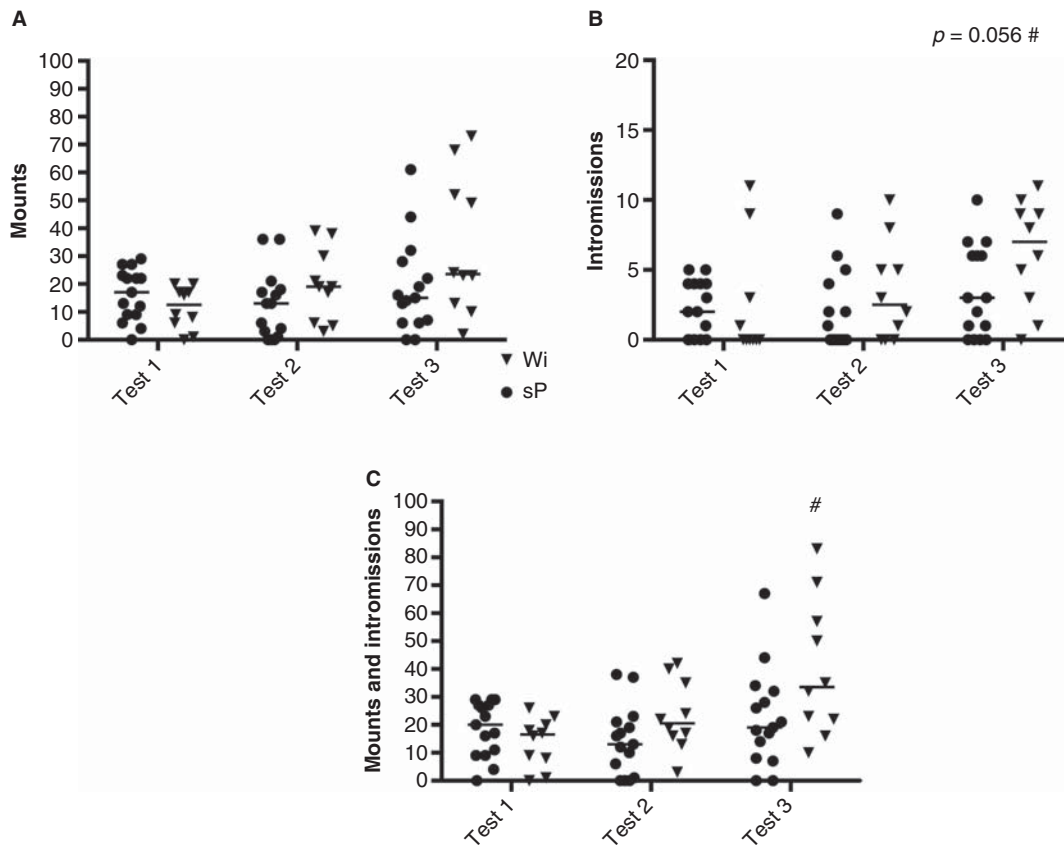 A
Mounts
100
90
80
70
60
50
40
30
20
10
0
Test 1
Test 2
Test 3
Wi
sP
B
p = 0.056 #
Intromissions
20
15
10
5
0
Test 1
Test 2
Test 3
C
#
Mounts and intromissions
100
90
80
70
60
50
40
30
20
10
0
Test 1
Test 2
Test 3